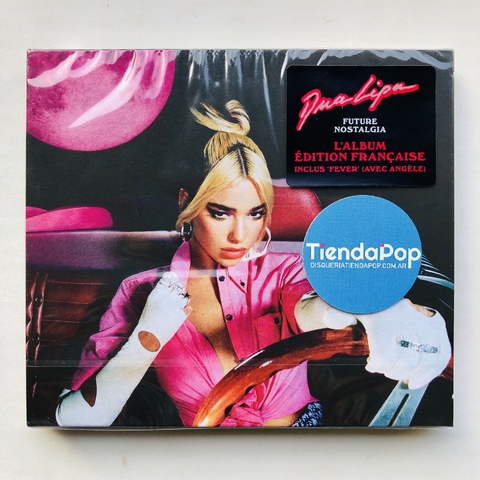 Dua Lipa
FUTURE
NOSTALGIA
L'ALBUM
ÉDITION FRANÇAISE
INCLUS 'FEVER' (AVEC ANGÈLE)
TiendaPop
DISQUERIATIENDAPOP.COM.AR